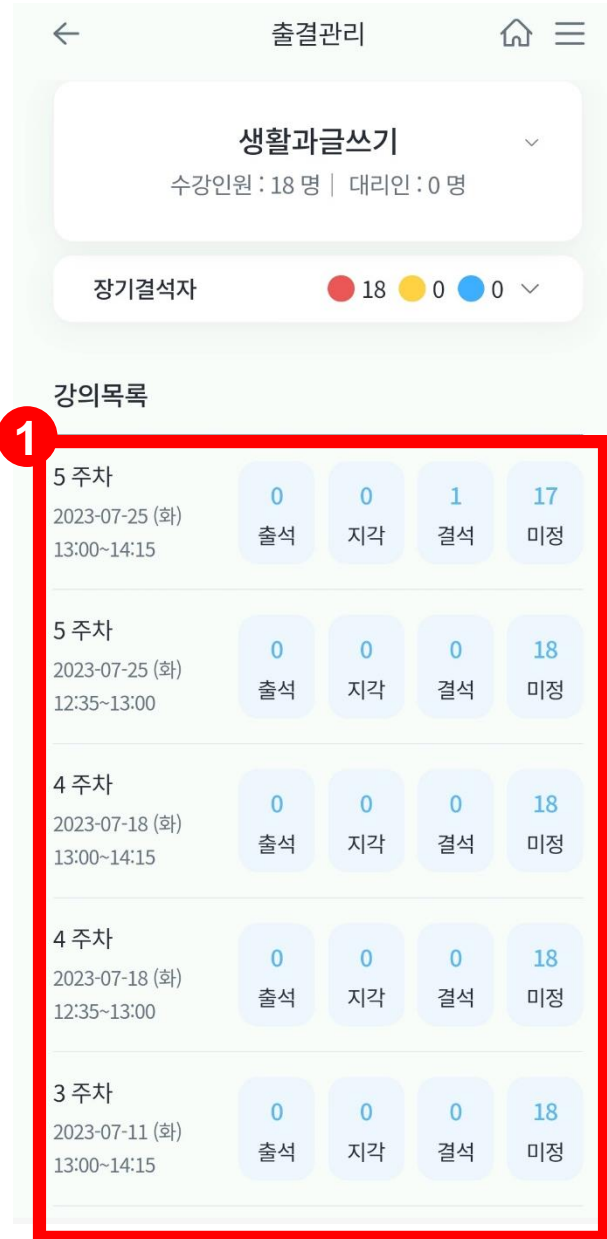 출결관리
생활과글쓰기
수강인원 : 18 명 | 대리인 : 0 명
장기결석자 18 0 0
강의목록
1
5 주차
2023-07-25 (화)
13:00~14:15
0 0 1 17
출석 지각 결석 미정
5 주차
2023-07-25 (화)
12:35~13:00
0 0 0 18
출석 지각 결석 미정
4 주차
2023-07-18 (화)
13:00~14:15
0 0 0 18
출석 지각 결석 미정
4 주차
2023-07-18 (화)
12:35~13:00
0 0 0 18
출석 지각 결석 미정
3 주차
2023-07-11 (화)
13:00~14:15
0 0 0 18
출석 지각 결석 미정